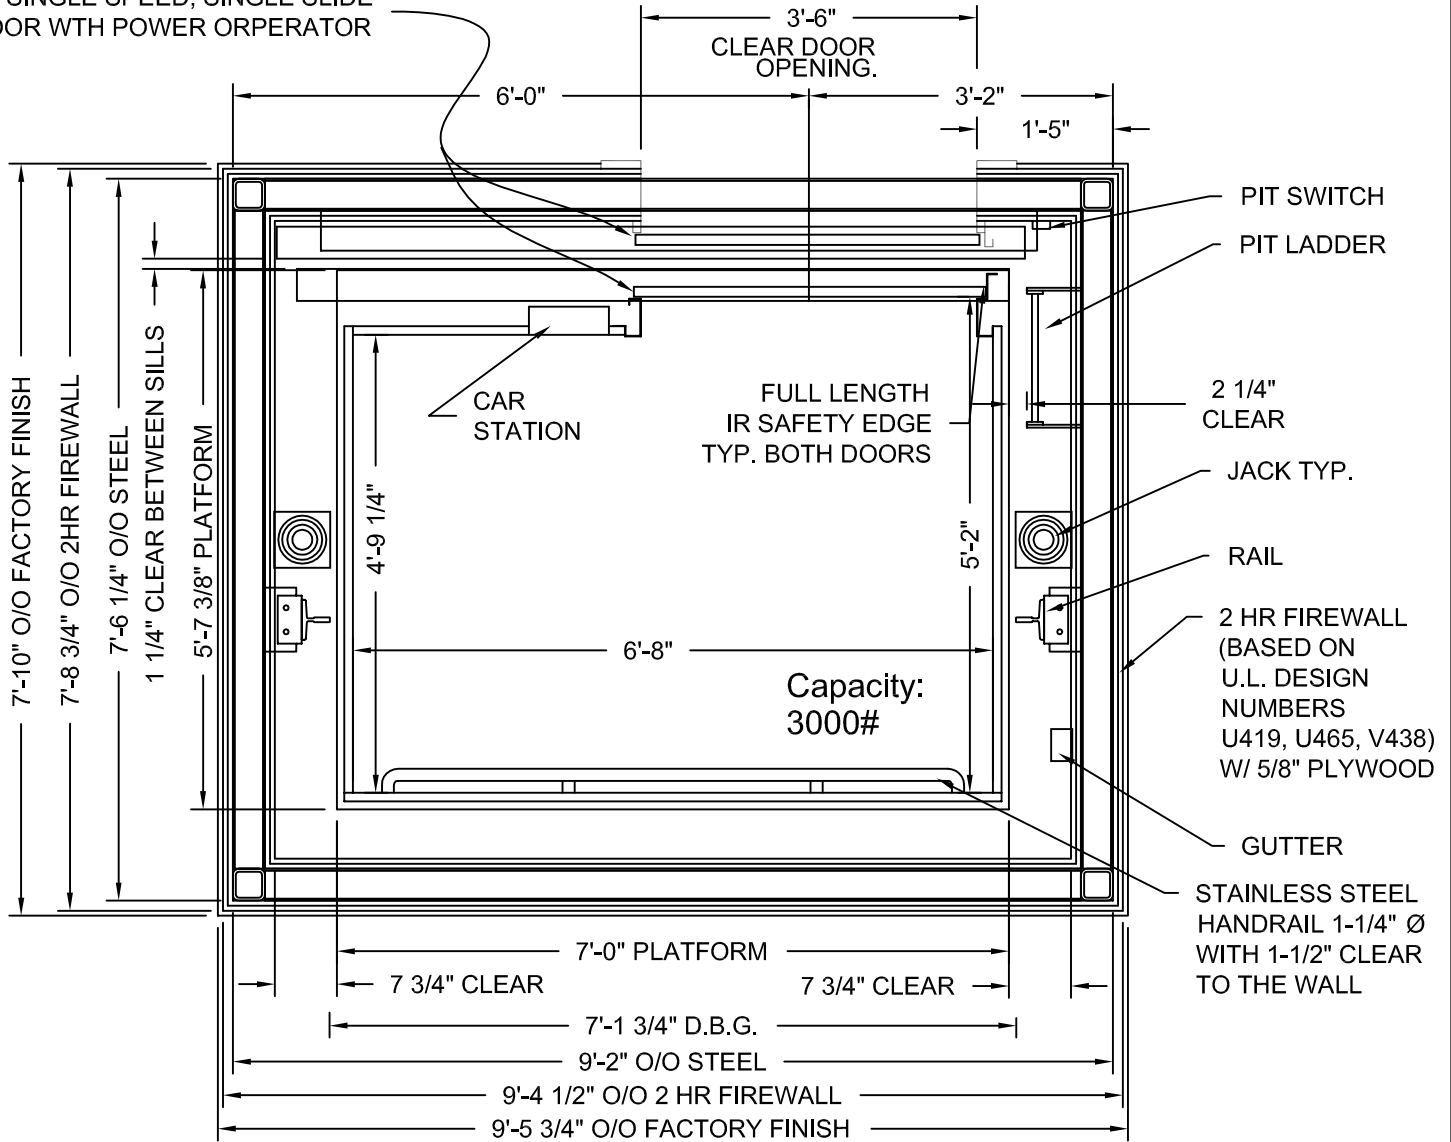 SINGLE SPEED, SINGLE SLIDE
DOOR WTH POWER ORPERATOR
3'-6"
CLEAR DOOR
OPENING.
6'-0"
3'-2"
1'-5"
PIT SWITCH
PIT LADDER
2 1/4"
CLEAR
JACK TYP.
RAIL
2 HR FIREWALL
(BASED ON
U.L. DESIGN
NUMBERS
U419, U465, V438)
W/ 5/8" PLYWOOD
GUTTER
STAINLESS STEEL
HANDRAIL 1-1/4" Ø
WITH 1-1/2" CLEAR
TO THE WALL
7'-10" O/O FACTORY FINISH
7'-8 3/4" O/O 2HR FIREWALL
7'-6 1/4" O/O STEEL
1 1/4" CLEAR BETWEEN SILLS
5'-7 3/8" PLATFORM
CAR
STATION
FULL LENGTH
IR SAFETY EDGE
TYP. BOTH DOORS
4'-9 1/4"
5'-2"
6'-8"
Capacity:
3000#
7'-0" PLATFORM
7 3/4" CLEAR
7 3/4" CLEAR
7'-1 3/4" D.B.G.
9'-2" O/O STEEL
9'-4 1/2" O/O 2 HR FIREWALL
9'-5 3/4" O/O FACTORY FINISH